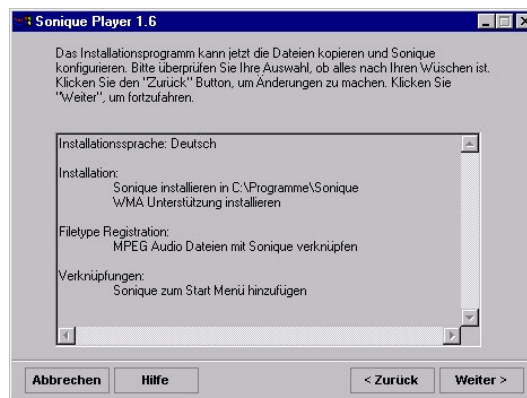 Sonique Player 1.6
Das Installationsprogramm kann jetzt die Dateien kopieren und Sonique
konfigurieren. Bitte überprüfen Sie Ihre Auswahl, ob alles nach Ihren Wüschen ist.
Klicken Sie den "Zurück" Button, um Änderungen zu machen. Klicken Sie
"Weiter", um fortzufahren.
Installationssprache: Deutsch
Installation:
Sonique installieren in C:\Programme\Sonique
WMA Unterstützung installieren
Filetype Registration:
MPEG Audio Dateien mit Sonique verknüpfen
Verknüpfungen:
Sonique zum Start Menü hinzufügen
Abbrechen Hilfe < Zurück Weiter >